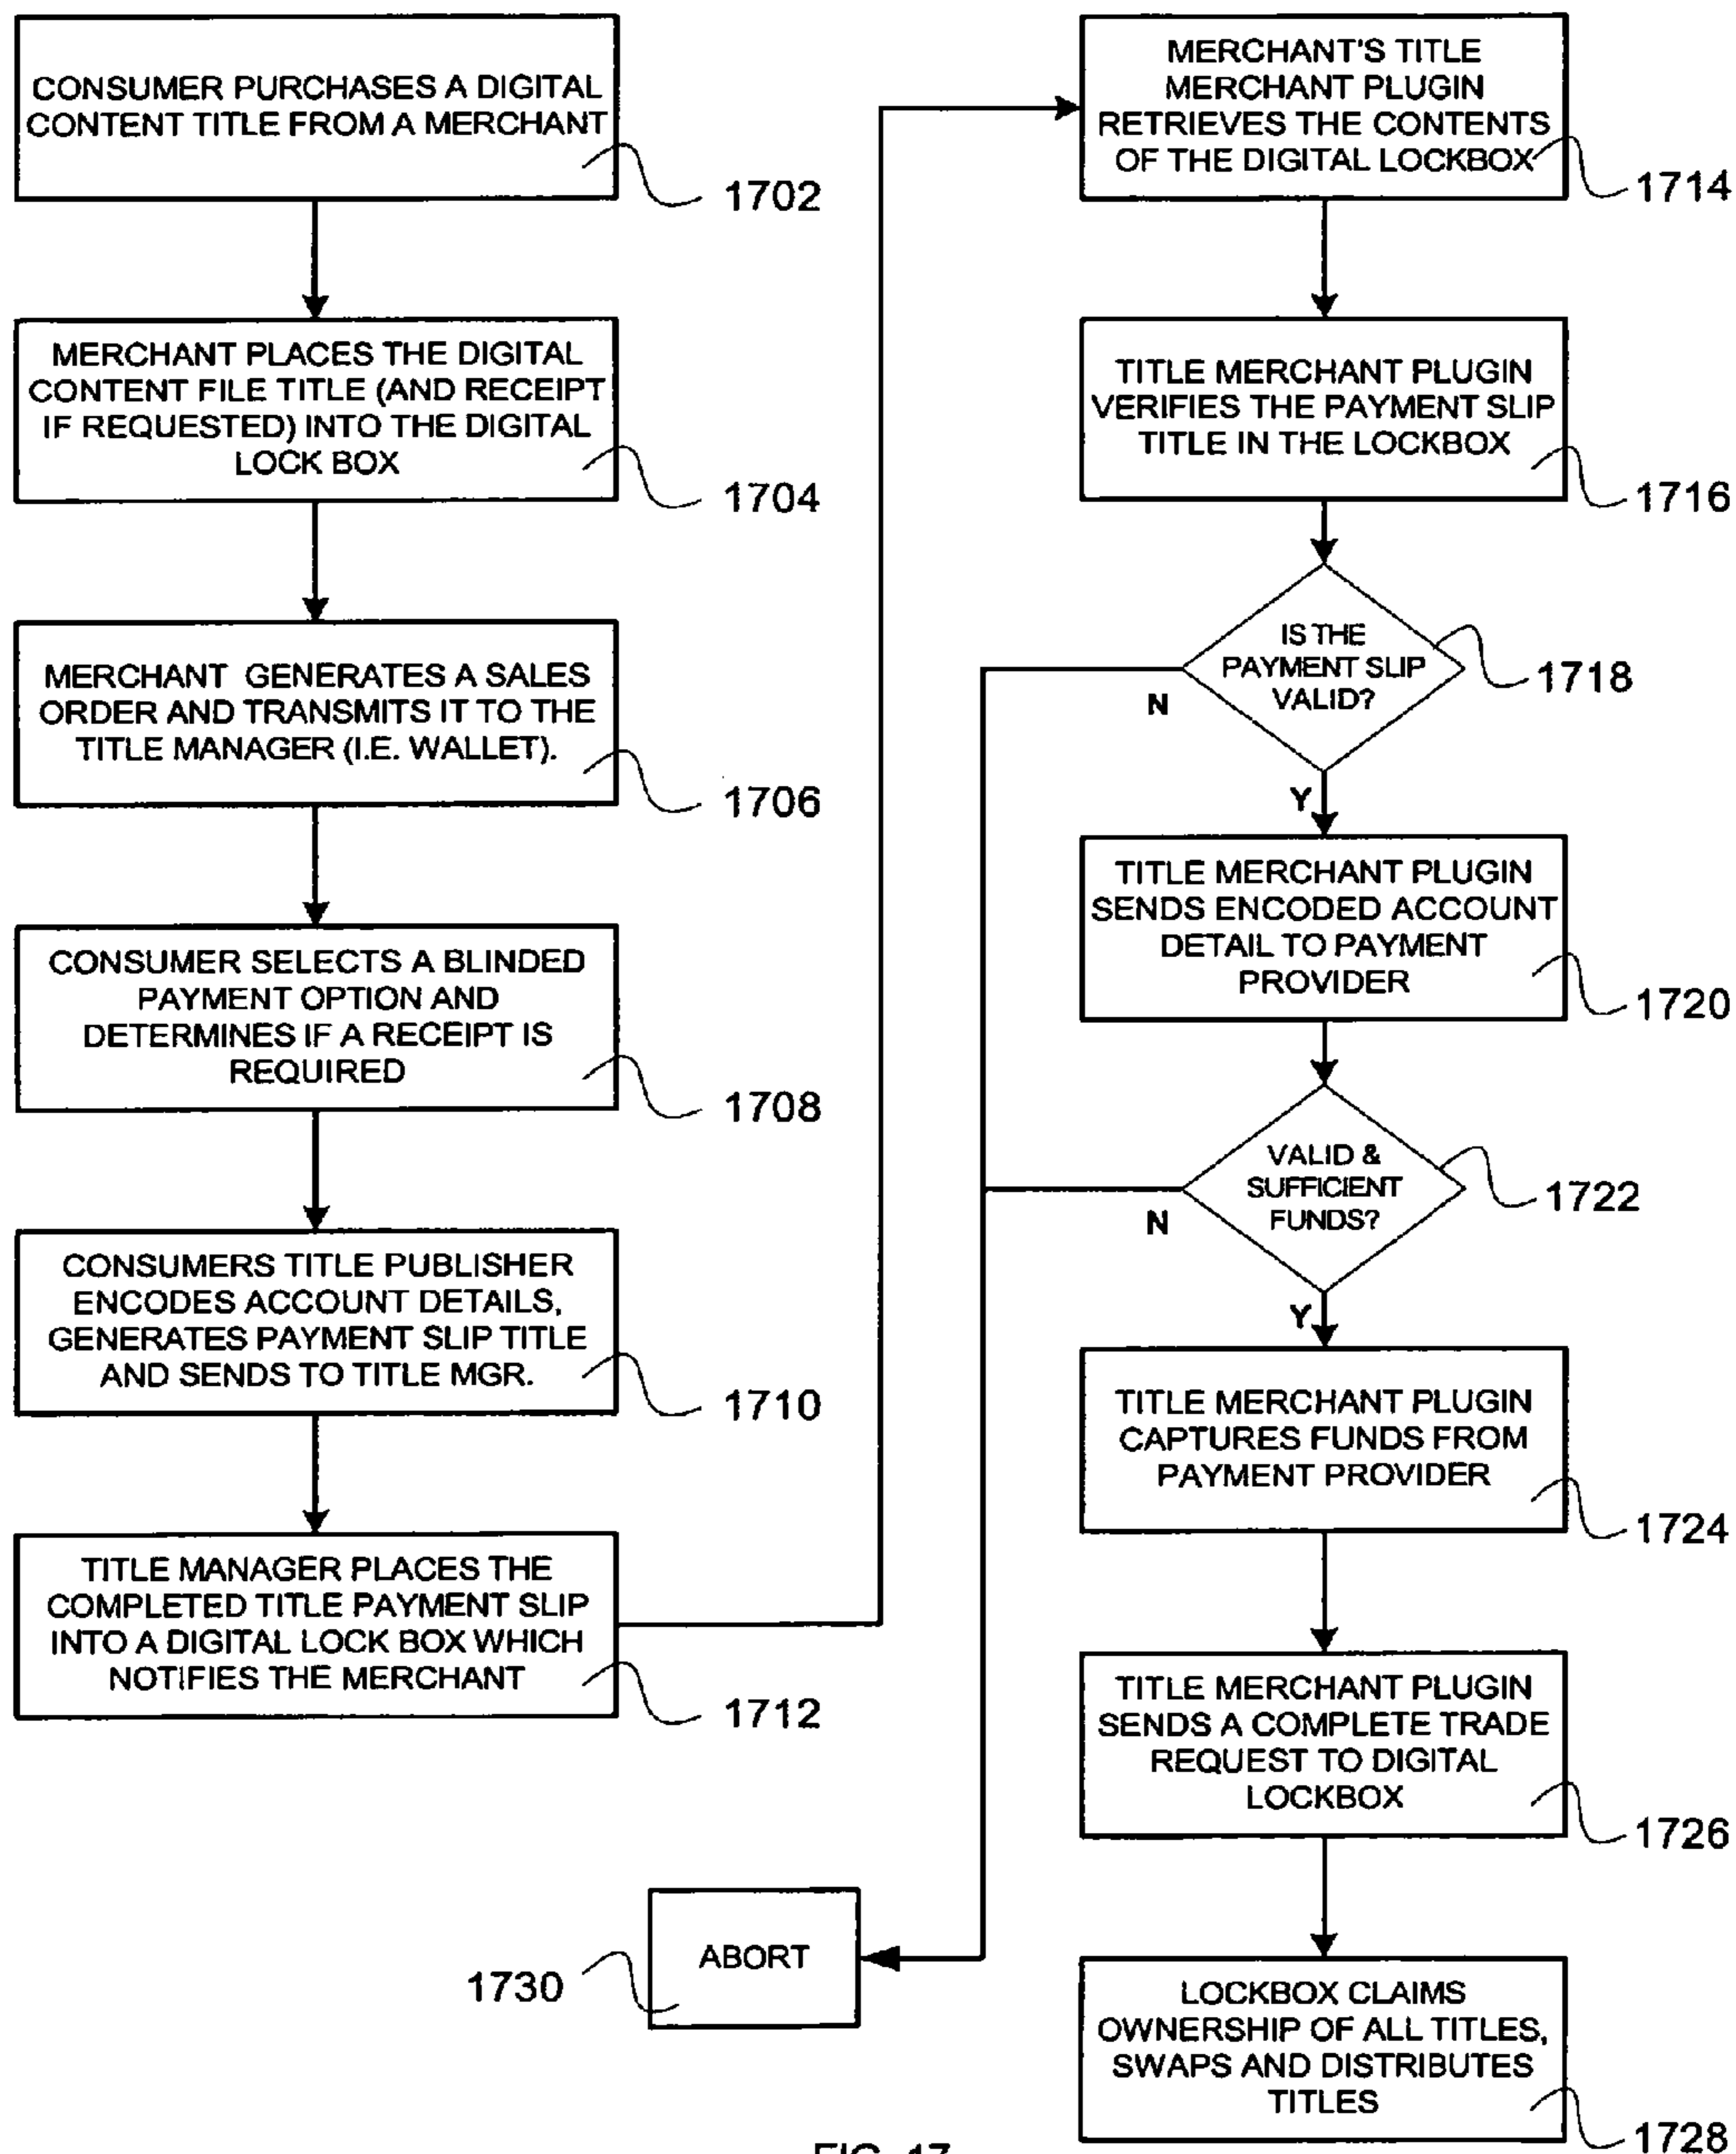 CONSUMER PURCHASES A DIGITAL
CONTENT TITLE FROM A MERCHANT
1702
MERCHANT PLACES THE DIGITAL
CONTENT FILE TITLE (AND RECEIPT
IF REQUESTED) INTO THE DIGITAL
LOCK BOX
1704
MERCHANT GENERATES A SALES
ORDER AND TRANSMITS IT TO THE
TITLE MANAGER (I.E. WALLET).
1706
CONSUMER SELECTS A BLINDED
PAYMENT OPTION AND
DETERMINES IF A RECEIPT IS
REQUIRED
1708
CONSUMERS TITLE PUBLISHER
ENCODES ACCOUNT DETAILS,
GENERATES PAYMENT SLIP TITLE
AND SENDS TO TITLE MGR.
1710
TITLE MANAGER PLACES THE
COMPLETED TITLE PAYMENT SLIP
INTO A DIGITAL LOCK BOX WHICH
NOTIFIES THE MERCHANT
1712
MERCHANT'S TITLE
MERCHANT PLUGIN
RETRIEVES THE CONTENTS
OF THE DIGITAL LOCKBOX
1714
TITLE MERCHANT PLUGIN
VERIFIES THE PAYMENT SLIP
TITLE IN THE LOCKBOX
1716
IS THE
PAYMENT SLIP
VALID?
1718
N
Y
TITLE MERCHANT PLUGIN
SENDS ENCODED ACCOUNT
DETAIL TO PAYMENT
PROVIDER
1720
VALID &
SUFFICIENT
FUNDS?
1722
N
Y
TITLE MERCHANT PLUGIN
CAPTURES FUNDS FROM
PAYMENT PROVIDER
1724
TITLE MERCHANT PLUGIN
SENDS A COMPLETE TRADE
REQUEST TO DIGITAL
LOCKBOX
1726
ABORT
1730
LOCKBOX CLAIMS
OWNERSHIP OF ALL TITLES,
SWAPS AND DISTRIBUTES
TITLES
1728
FIG. 17